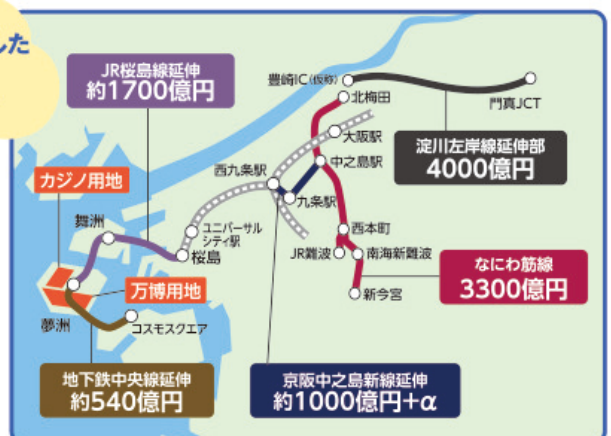 した
JR桜島線延伸
約1700億円
豊崎IC(仮称)
北梅田
門真JCT
大阪駅
淀川左岸線延伸部
4000億円
中之島駅
西九条駅
九条駅
カジノ用地
舞洲
ユニバーサル
シティ駅
桜島
西本町
JR難波
南海新難波
なにわ筋線
3300億円
万博用地
新今宮
夢洲
コスモスクエア
地下鉄中央線延伸
約540億円
京阪中之島新線延伸
約1000億円+α